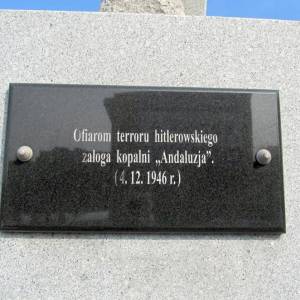 Ofiarom terroru hitlerowskiego
załoga kopalni „Andaluzja”.
(4. 12. 1946 r.)